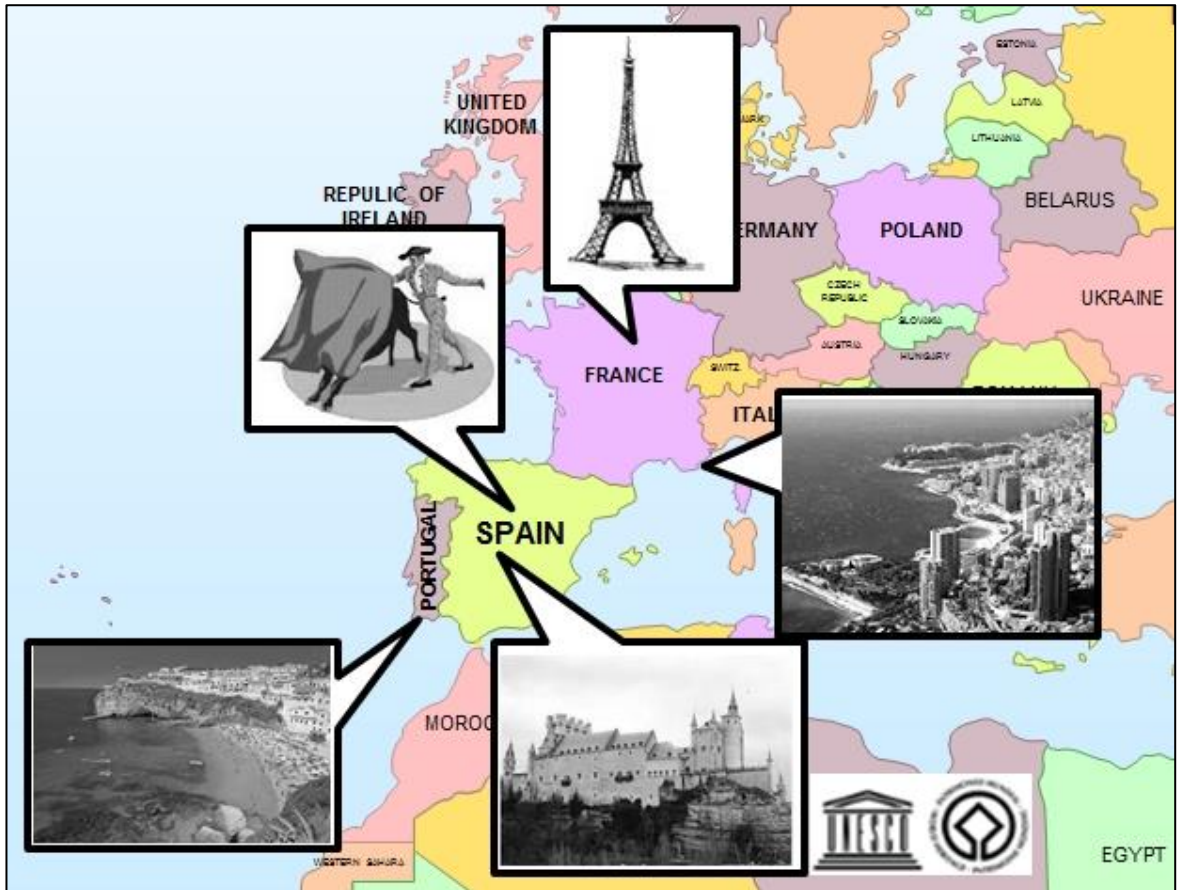 ESTONIA
UNITED
KINGDOM
LATVIA
LITHUANIA
REPULIC OF
IRELAND
BELARUS
ERMANY
POLAND
CZECH
REPUBLIC
UKRAINE
SLOVAKIA
AUSTRIA
HUNGARY
FRANCE
SWITZ.
ITAL
SPAIN
PORTUGAL
MOROC
UNESCO
EGYPT
WESTERN SAHARA